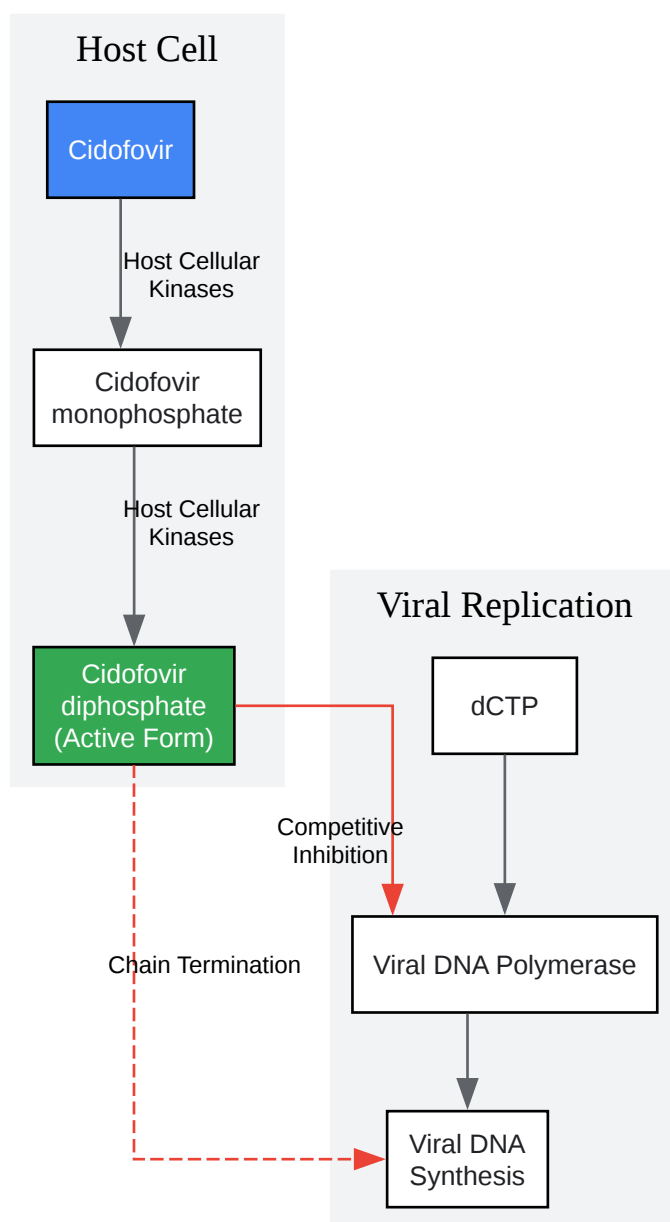 Host Cell
Cidofovir
Host Cellular
Kinases
Cidofovir
monophosphate
Host Cellular
Kinases
Cidofovir
diphosphate
(Active Form)
Viral Replication
dCTP
Competitive
Inhibition
Viral DNA Polymerase
Chain Termination
Viral DNA
Synthesis